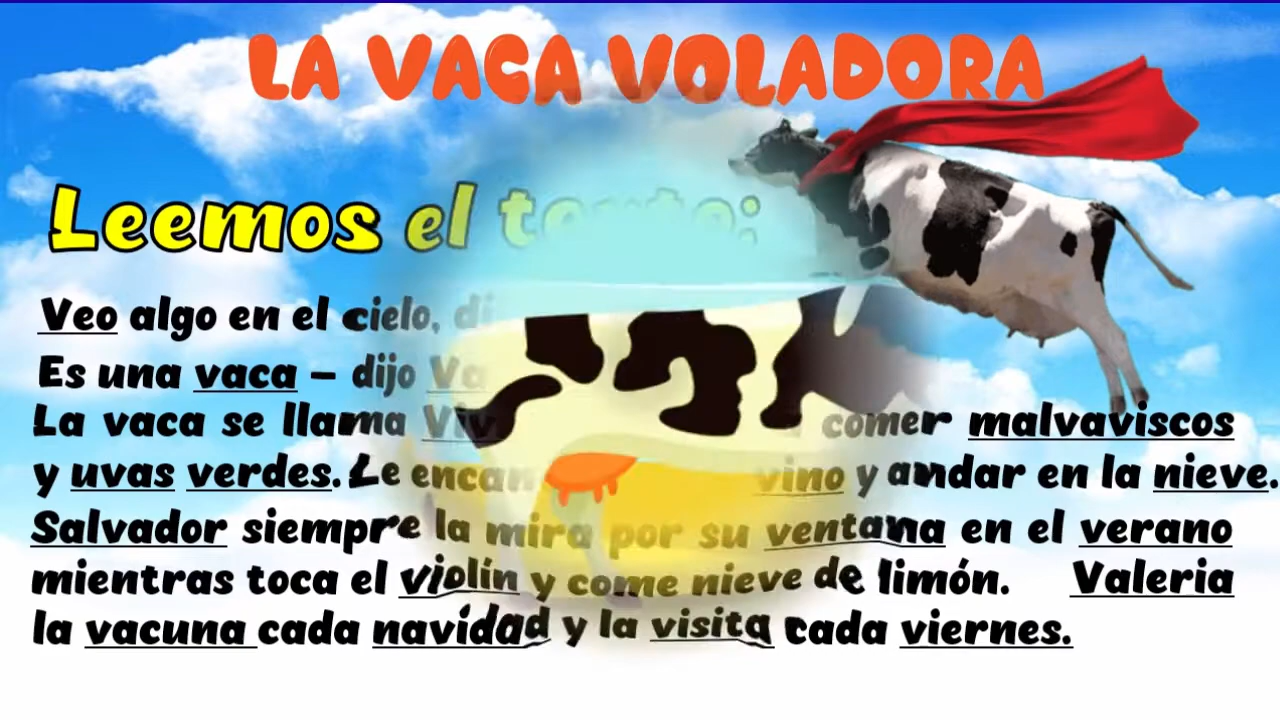 LA VACA VOLADORA
Leemos el texto:
Veo algo en el cielo,
Es una vaca – dijo
La vaca se llama comer malvaviscos
y uvas verdes. Le vino y andar en la nieve.
Salvador siempre la mira por su ventana en el verano
mientras toca el violín y come nieve de limón. Valeria
la vacuna cada navidad y la visita cada viernes.